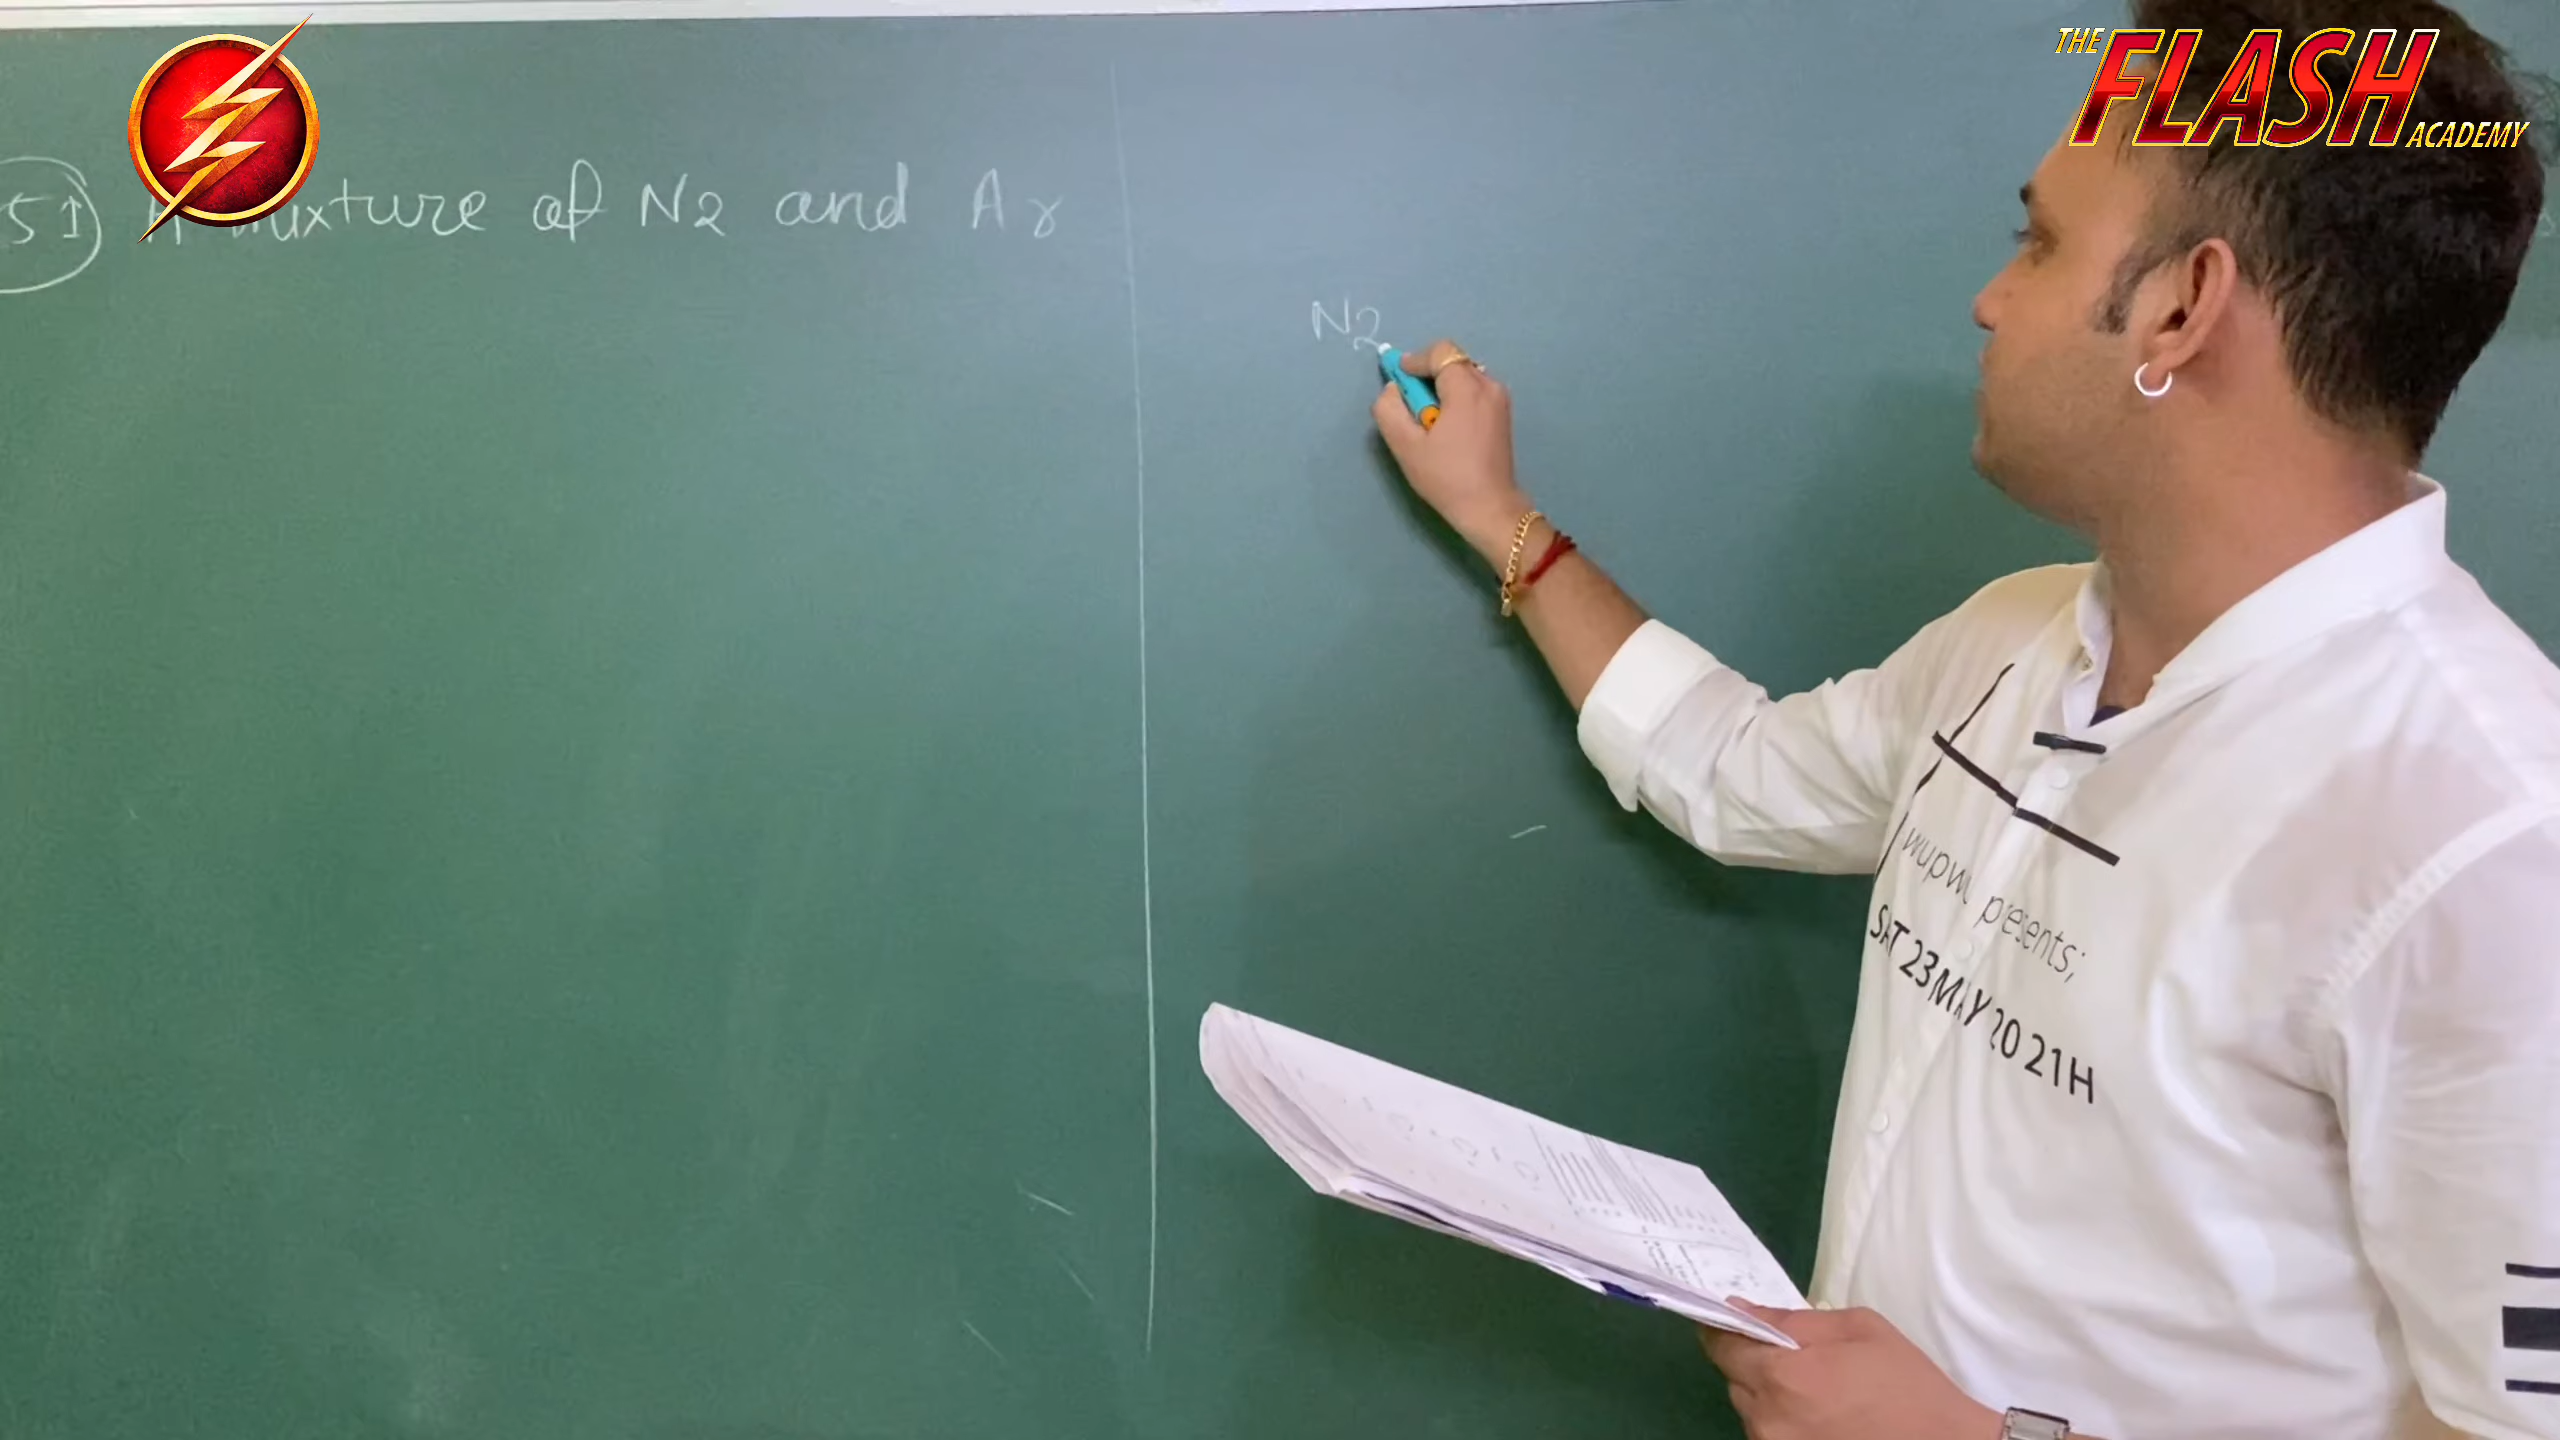 THE
FLASH
ACADEMY
51) A mixture of N2 and Ar
N2
presents;
SAT 23 MAY 20 21H